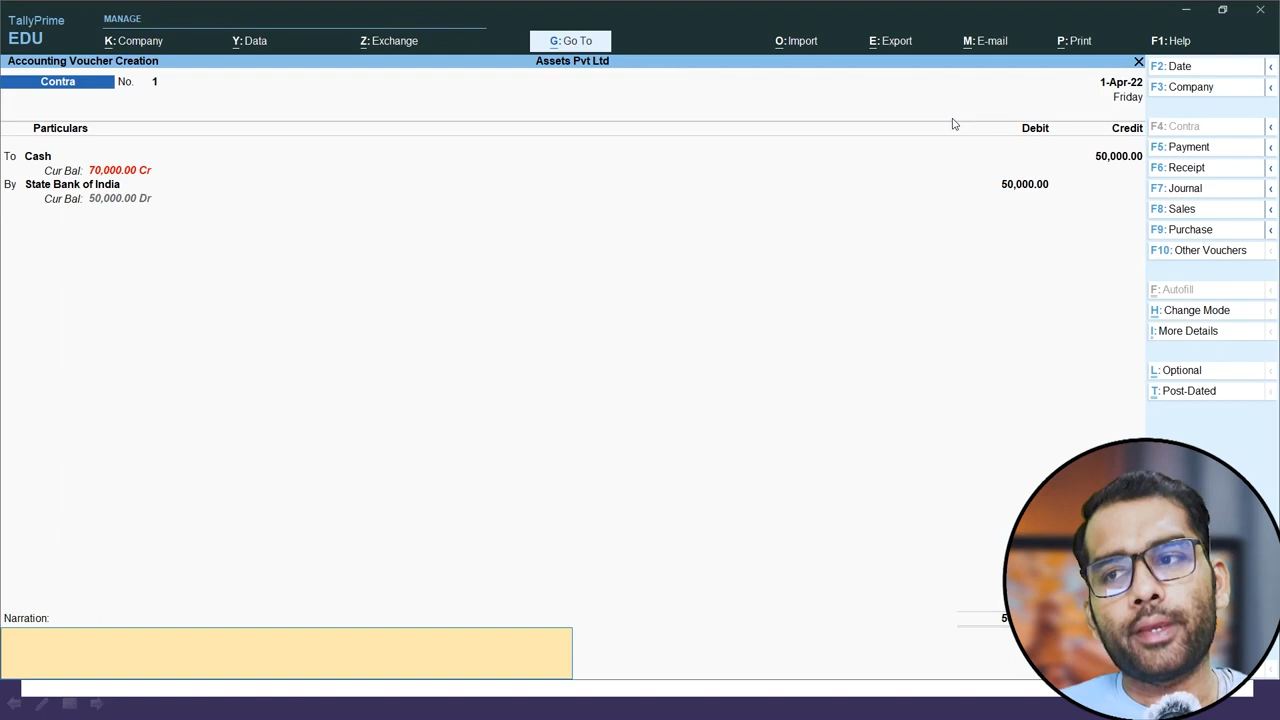 TallyPrime
MANAGE
EDU
K: Company
Y: Data
Z: Exchange
G: Go To
O: Import
E: Export
M: E-mail
P: Print
F1: Help
Accounting Voucher Creation
Assets Pvt Ltd
Contra No. 1
1-Apr-22
Friday
Particulars
Debit
Credit
To Cash
50,000.00
Cur Bal: 70,000.00 Cr
By State Bank of India
50,000.00
Cur Bal: 50,000.00 Dr
Narration:
F2: Date
F3: Company
F4: Contra
F5: Payment
F6: Receipt
F7: Journal
F8: Sales
F9: Purchase
F10: Other Vouchers
F: Autofill
H: Change Mode
I: More Details
L: Optional
T: Post-Dated